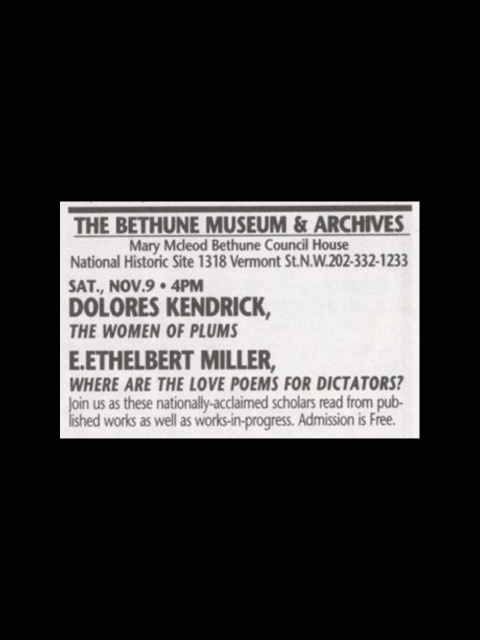 THE BETHUNE MUSEUM & ARCHIVES
Mary Mcleod Bethune Council House
National Historic Site 1318 Vermont St.N.W.202-332-1233
SAT., NOV.9 • 4PM
DOLORES KENDRICK,
THE WOMEN OF PLUMS
E.ETHELBERT MILLER,
WHERE ARE THE LOVE POEMS FOR DICTATORS?
Join us as these nationally-acclaimed scholars read from pub-
lished works as well as works-in-progress. Admission is Free.